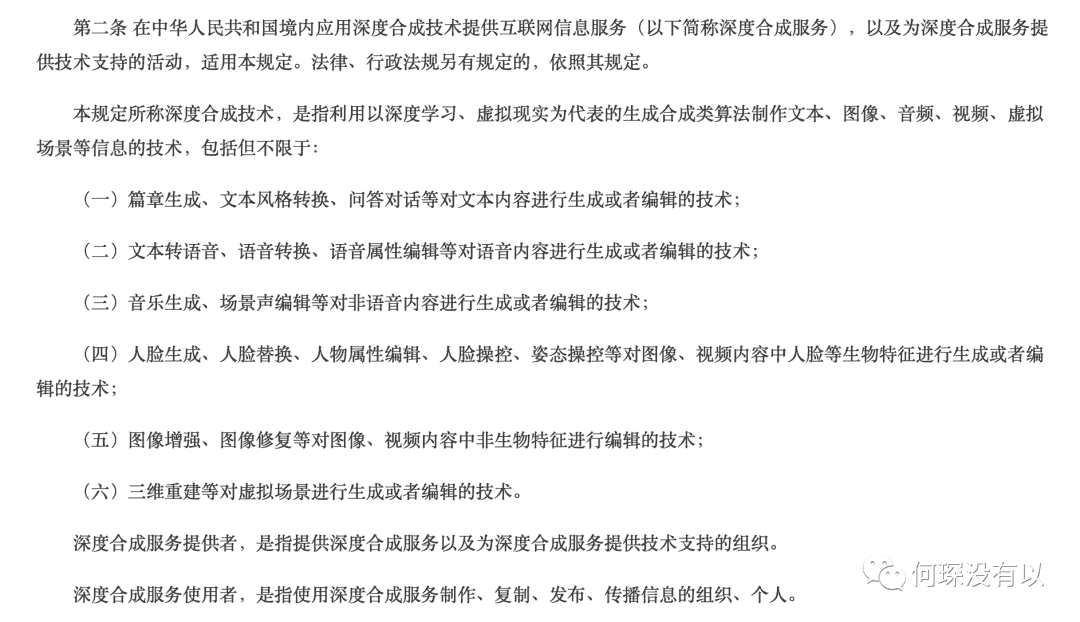 第二条 在中华人民共和国境内应用深度合成技术提供互联网信息服务（以下简称深度合成服务），以及为深度合成服务提
供技术支持的活动，适用本规定。法律、行政法规另有规定的，依照其规定。
本规定所称深度合成技术，是指利用以深度学习、虚拟现实为代表的生成合成类算法制作文本、图像、音频、视频、虚拟
场景等信息的技术，包括但不限于：
（一）篇章生成、文本风格转换、问答对话等对文本内容进行生成或者编辑的技术；
（二）文本转语音、语音转换、语音属性编辑等对语音内容进行生成或者编辑的技术；
（三）音乐生成、场景声编辑等对非语音内容进行生成或者编辑的技术；
（四）人脸生成、人脸替换、人物属性编辑、人脸操控、姿态操控等对图像、视频内容中人脸等生物特征进行生成或者编
辑的技术；
（五）图像增强、图像修复等对图像、视频内容中非生物特征进行编辑的技术；
（六）三维重建等对虚拟场景进行生成或者编辑的技术。
深度合成服务提供者，是指提供深度合成服务以及为深度合成服务提供技术支持的组织。
深度合成服务使用者，是指使用深度合成服务制作、复制、发布、传播信息的组织、个人。
何琛没有以